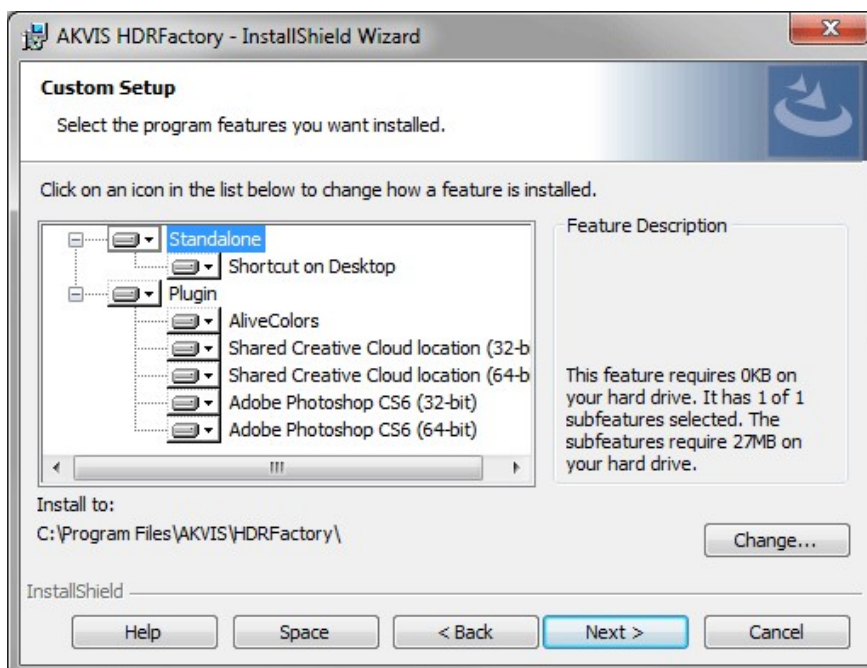 AKVIS HDRFactory - InstallShield Wizard
Custom Setup
Select the program features you want installed.
Click on an icon in the list below to change how a feature is installed.
Standalone
Shortcut on Desktop
Plugin
AliveColors
Shared Creative Cloud location (32-b
Shared Creative Cloud location (64-b
Adobe Photoshop CS6 (32-bit)
Adobe Photoshop CS6 (64-bit)
Feature Description
This feature requires 0KB on
your hard drive. It has 1 of 1
subfeatures selected. The
subfeatures require 27MB on
your hard drive.
Install to:
C:\Program Files\AKVIS\HDRFactory\
Change...
InstallShield
Help
Space
< Back
Next >
Cancel